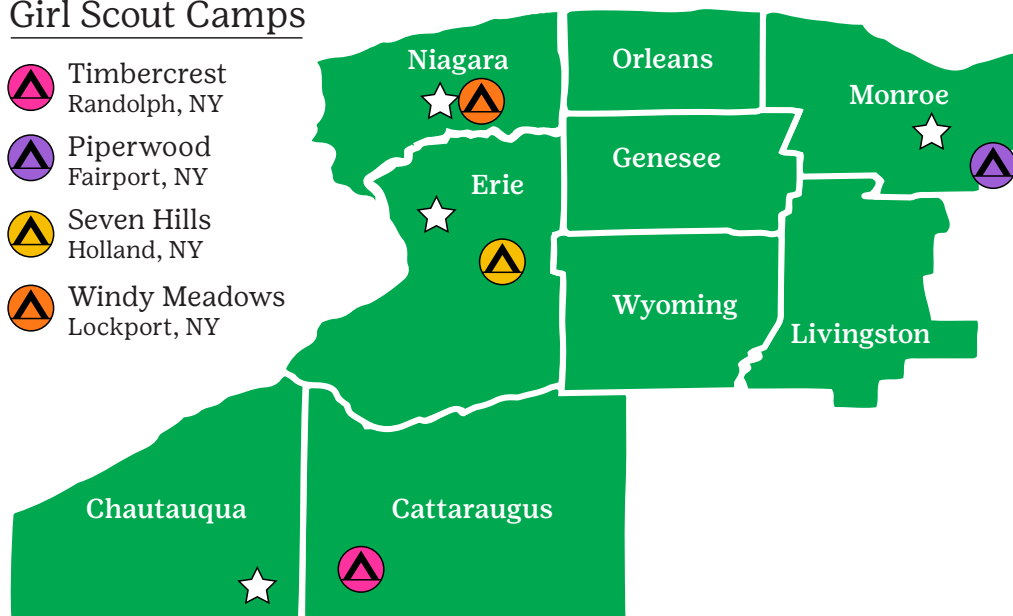 Girl Scout Camps
Timbercrest
Randolph, NY
Piperwood
Fairport, NY
Seven Hills
Holland, NY
Windy Meadows
Lockport, NY
Niagara
Orleans
Monroe
Genesee
Erie
Wyoming
Livingston
Chautauqua
Cattaraugus